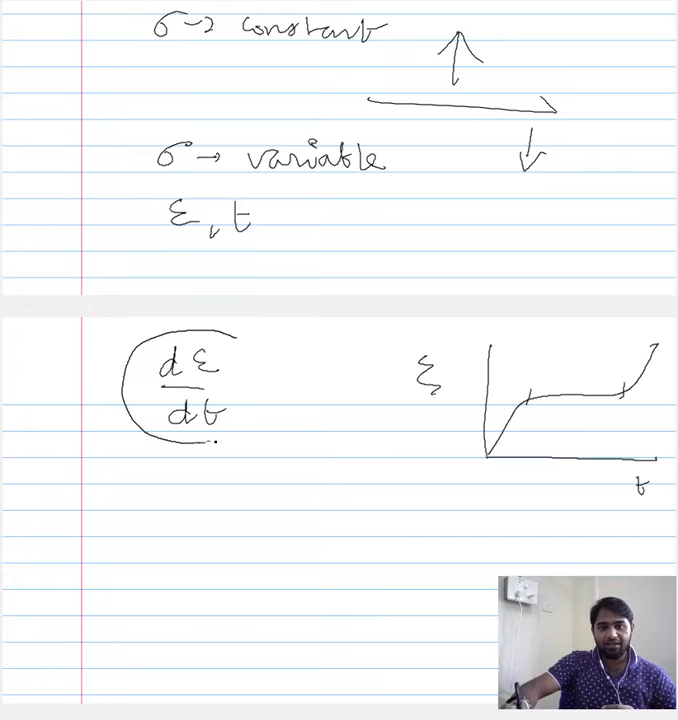 σ → constant
σ → variable
ε, t
dε
dt
ε
t